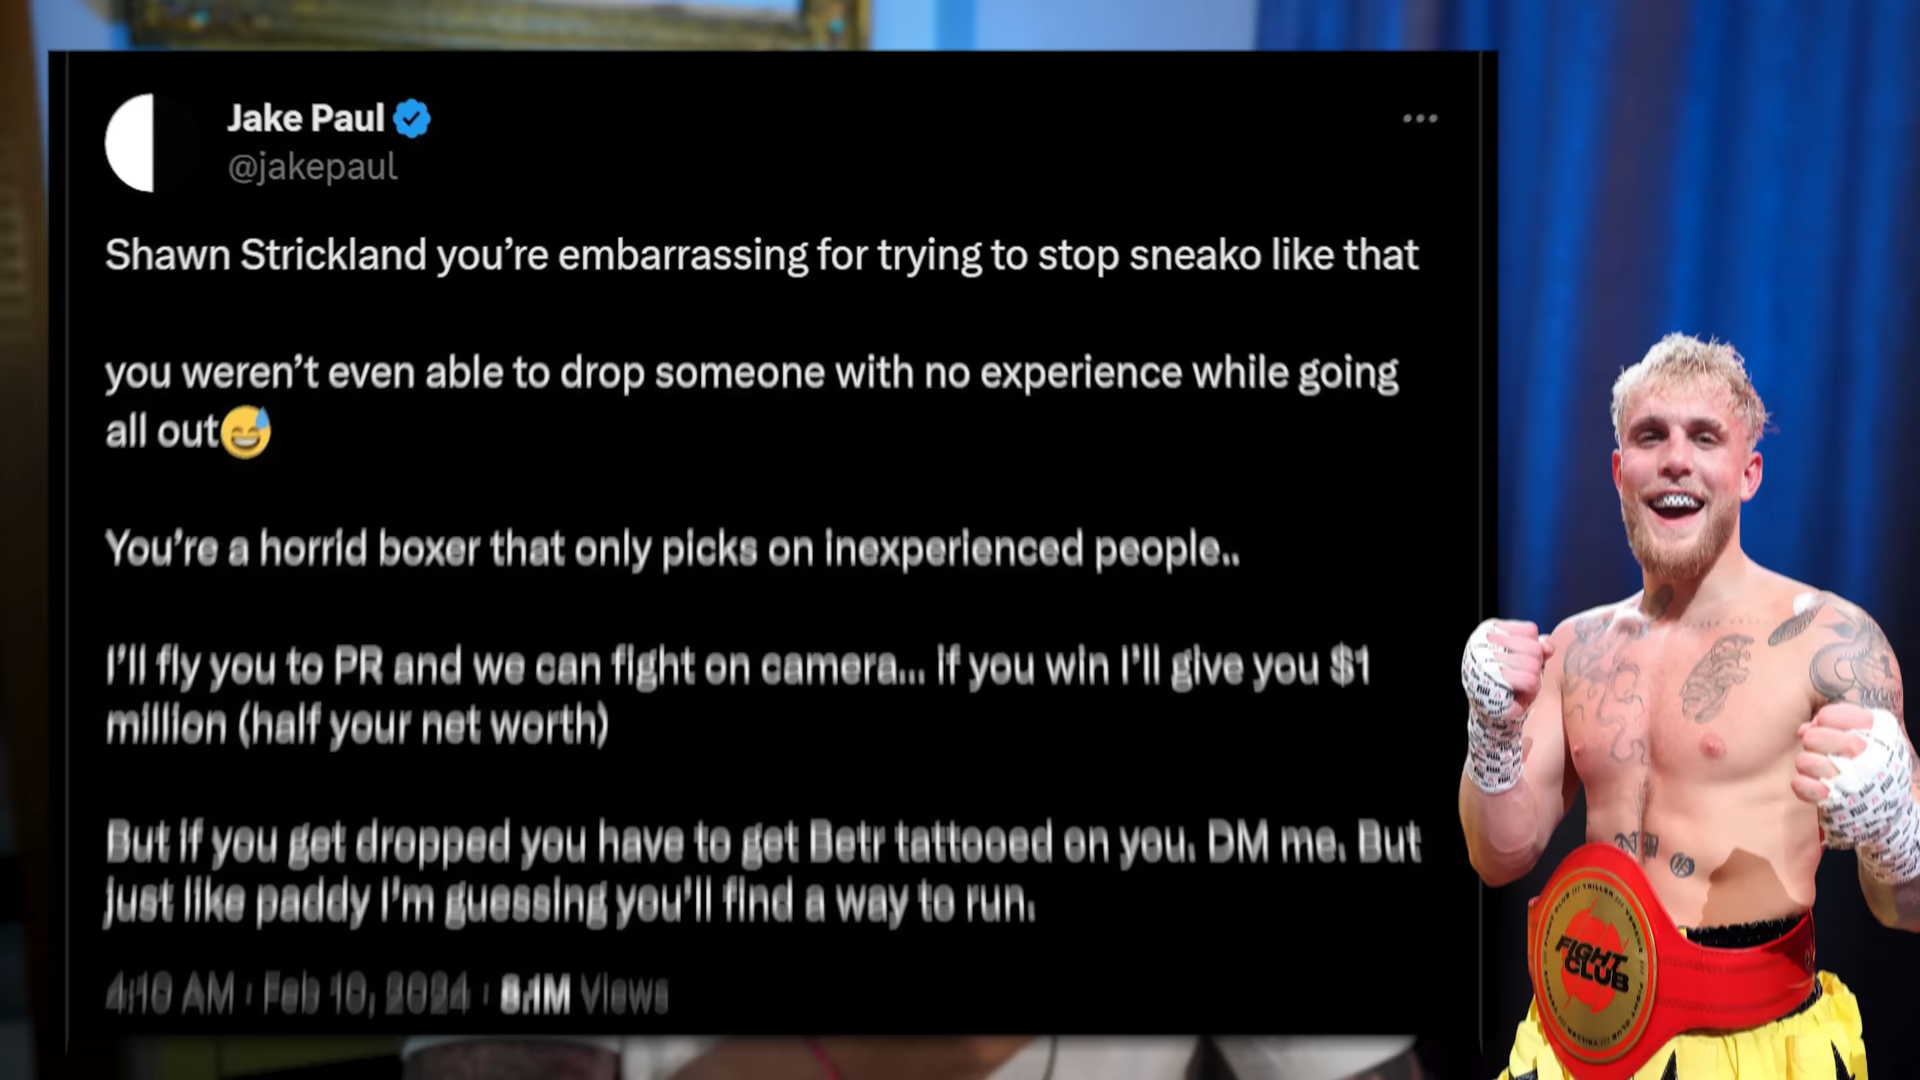 Jake Paul
@jakepaul
Shawn Strickland you’re embarrassing for trying to stop sneako like that
you weren’t even able to drop someone with no experience while going
all out😅
You’re a horrid boxer that only picks on inexperienced people..
I’ll fly you to PR and we can fight on camera... if you win I’ll give you $1
million (half your net worth)
But if you get dropped you have to get Betr tattooed on you. DM me. But
just like paddy I’m guessing you’ll find a way to run.
4:10 AM · Feb 10, 2024 · 8.1M Views
FIGHT
CLUB